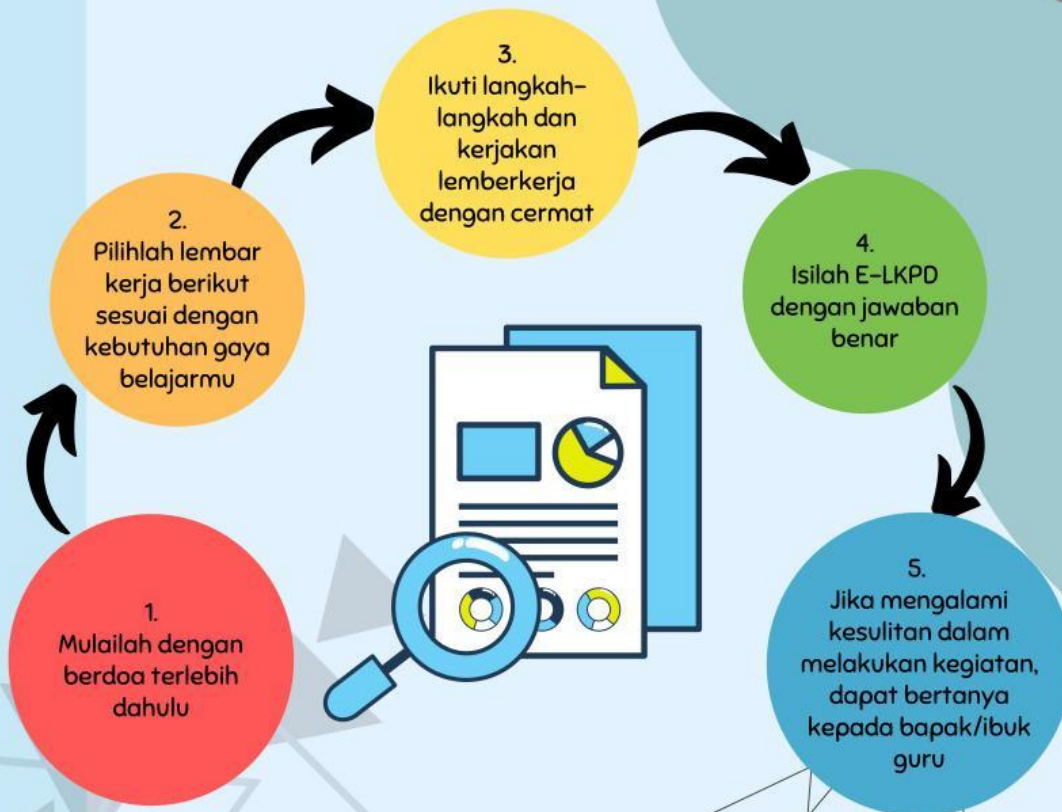 1.
Mulailah dengan
berdoa terlebih
dahulu
2.
Pilihlah lembar
kerja berikut
sesuai dengan
kebutuhan gaya
belajarmu
3.
Ikuti langkah-
langkah dan
kerjakan
lemberkerja
dengan cermat
4.
Isilah E-LKPD
dengan jawaban
benar
5.
Jika mengalami
kesulitan dalam
melakukan kegiatan,
dapat bertanya
kepada bapak/ibuk
guru